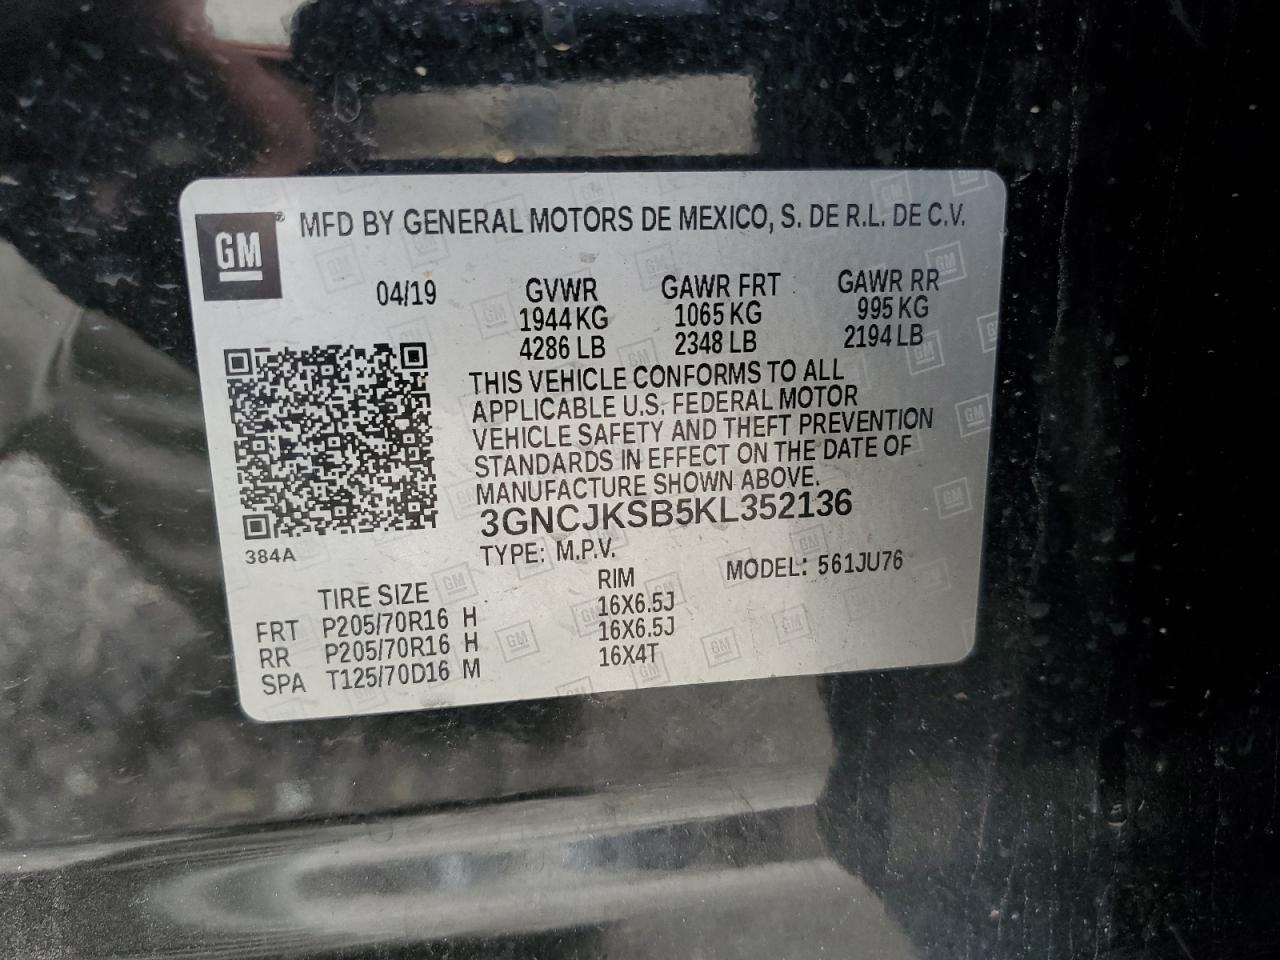 GM
MFD BY GENERAL MOTORS DE MEXICO, S. DE R.L. DE C.V.
04/19 GVWR GAWR FRT GAWR RR
1944 KG 1065 KG 995 KG
4286 LB 2348 LB 2194 LB
THIS VEHICLE CONFORMS TO ALL
APPLICABLE U.S. FEDERAL MOTOR
VEHICLE SAFETY AND THEFT PREVENTION
STANDARDS IN EFFECT ON THE DATE OF
MANUFACTURE SHOWN ABOVE.
3GNCJKSB5KL352136
384A
TYPE: M.P.V. MODEL: 561JU76
TIRE SIZE RIM
FRT P205/70R16 H 16X6.5J
RR P205/70R16 H 16X6.5J
SPA T125/70D16 M 16X4T